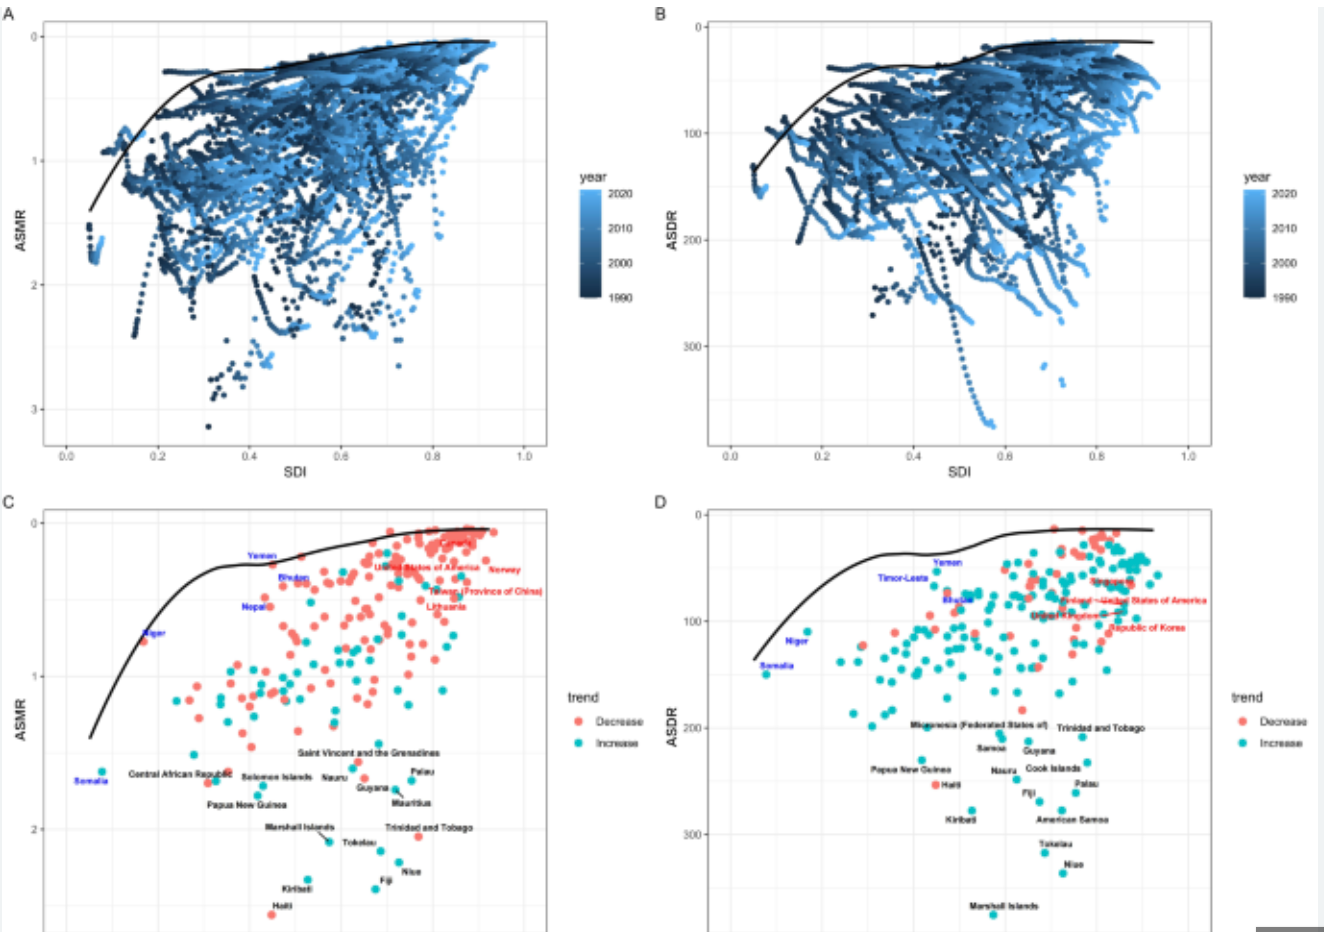 A
0
1
2
3
ASMR
0.0 0.2 0.4 0.6 0.8 1.0
SDI
year
2020
2010
2000
1990
B
0
100
200
300
ASDR
0.0 0.2 0.4 0.6 0.8 1.0
SDI
year
2020
2010
2000
1990
C
0
1
2
ASMR
Yemen
Bhutan
Nepal
Niger
Somalia
Canada
United States of America
Norway
Taiwan (Province of China)
Lithuania
Saint Vincent and the Grenadines
Central African Republic
Solomon Islands
Nauru
Palau
Guyana
Papua New Guinea
Mauritius
Marshall Islands
Trinidad and Tobago
Tokelau
Niue
Fiji
Kiribati
Haiti
trend
Decrease
Increase
D
0
100
200
300
ASDR
Yemen
Timor-Leste
Bhutan
Niger
Somalia
Singapore
Finland
United States of America
United Kingdom
Republic of Korea
Micronesia (Federated States of)
Trinidad and Tobago
Samoa
Guyana
Papua New Guinea
Nauru
Cook Islands
Haiti
Fiji
Palau
Kiribati
American Samoa
Tokelau
Niue
Marshall Islands
trend
Decrease
Increase